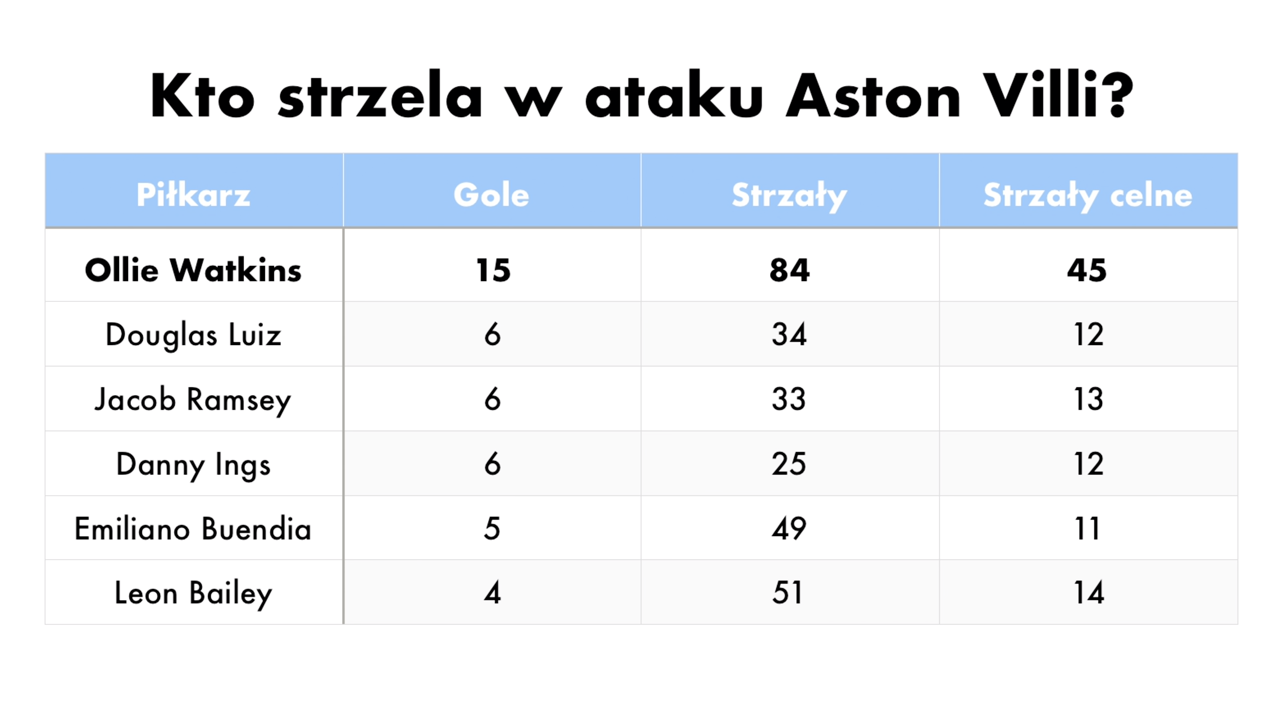 Kto strzela w ataku Aston Villi?
Piłkarz Gole Strzały Strzały celne
Ollie Watkins 15 84 45
Douglas Luiz 6 34 12
Jacob Ramsey 6 33 13
Danny Ings 6 25 12
Emiliano Buendia 5 49 11
Leon Bailey 4 51 14